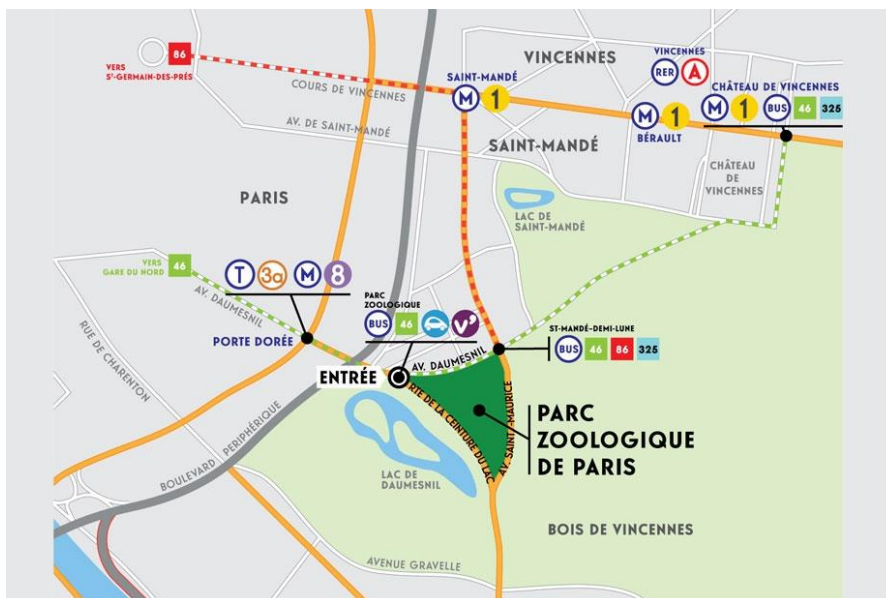 86
VERS
ST-GERMAIN-DES-PRÉS
COURS DE VINCENNES
AV. DE SAINT-MANDÉ
SAINT-MANDÉ
M 1
VINCENNES
VINCENNES
RER A
CHÂTEAU DE VINCENNES
M 1 BUS 46 325
M 1
BÉRAULT
SAINT-MANDÉ
CHÂTEAU
DE
VINCENNES
PARIS
LAC DE
SAINT-MANDÉ
VERS
GARE DU NORD
46
AV. DAUMESNIL
T 3a M 8
PORTE DORÉE
PARC
ZOOLOGIQUE
BUS 46 V'
ST-MANDÉ-DEMI-LUNE
BUS 46 86 325
RUE DE CHARENTON
ENTRÉE
AV. DAUMESNIL
RTE DE LA CEINTURE DU LAC
AV. SAINT-MAURICE
PARC
ZOOLOGIQUE
DE PARIS
BOULEVARD PERIPHÉRIQUE
LAC DE
DAUMESNIL
BOIS DE VINCENNES
AVENUE GRAVELLE